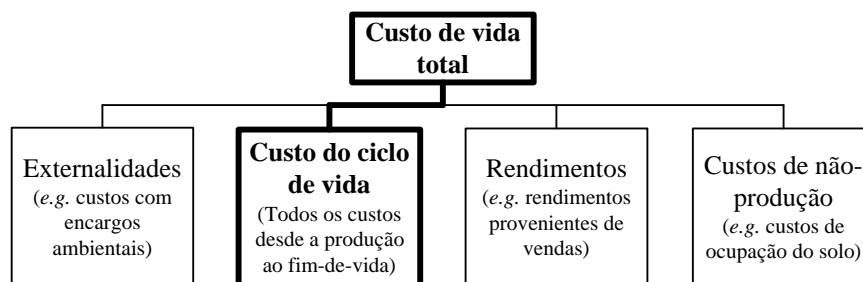 Custo de vida
total
Externalidades
(e.g. custos com
encargos
ambientais)
Custo do ciclo
de vida
(Todos os custos
desde a produção
ao fim-de-vida)
Rendimentos
(e.g. rendimentos
provenientes de
vendas)
Custos de não-
produção
(e.g. custos de
ocupação do solo)